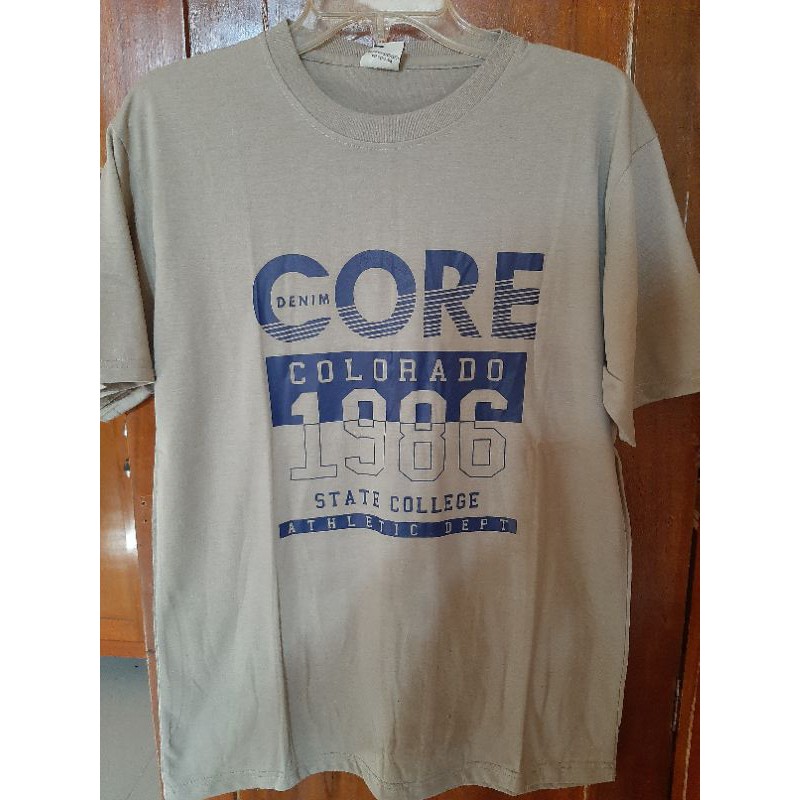 CORE
DENIM
COLORADO
1986
STATE COLLEGE
ATHLETIC DEPT